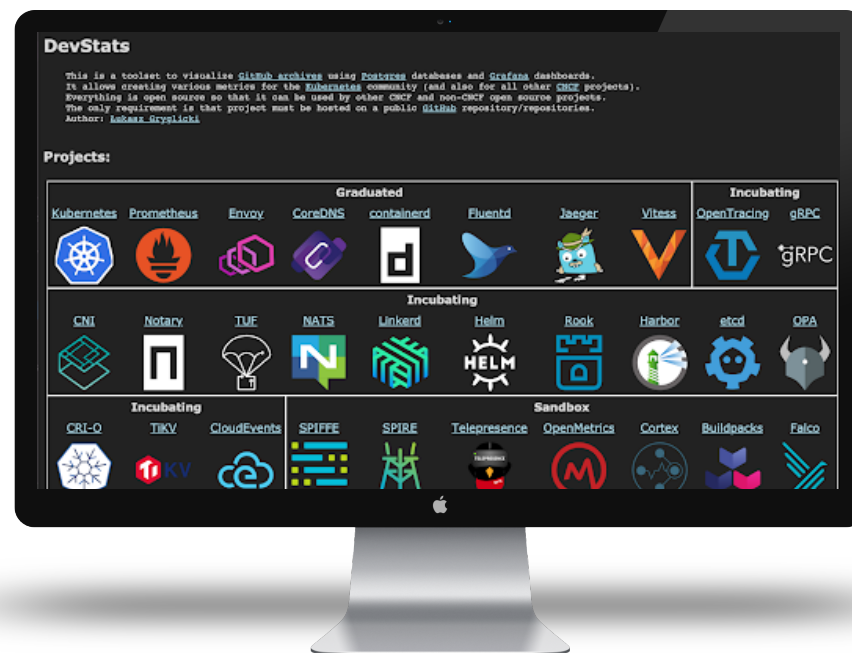 DevStats
This is a toolset to visualize GitHub archives using Postgres databases and Grafana dashboards.
It allows creating various metrics for the Kubernetes community (and also for all other CNCF projects).
Everything is open source so that it can be used by other CNCF and non-CNCF open source projects.
The only requirement is that project must be hosted on a public GitHub repository/repositories.
Author: Łukasz Gryglicki
Projects:
Graduated Incubating
Kubernetes Prometheus Envoy CoreDNS containerd Fluentd Jaeger Vitess OpenTracing gRPC
d gRPC
Incubating
CNI Notary TUF NATS Linkerd Helm Rook Harbor etcd OPA
n N HELM
Incubating Sandbox
CRI-O TiKV CloudEvents SPIFFE SPIRE Telepresence OpenMetrics Cortex Buildpacks Falco
TiKV TELEPRESENCE M